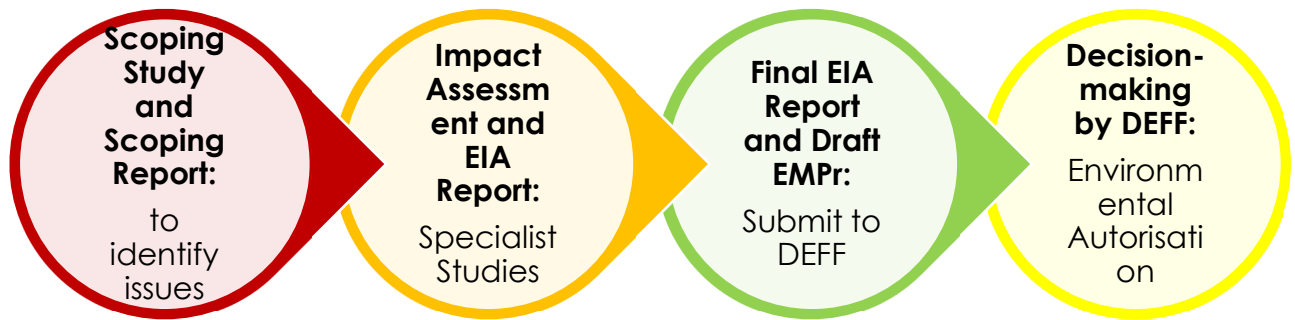 Scoping
Study
and
Scoping
Report:
to
identify
issues
Impact
Assessm
ent and
EIA
Report:
Specialist
Studies
Final EIA
Report
and Draft
EMPr:
Submit to
DEFF
Decision-
making
by DEFF:
Environm
ental
Autorisati
on